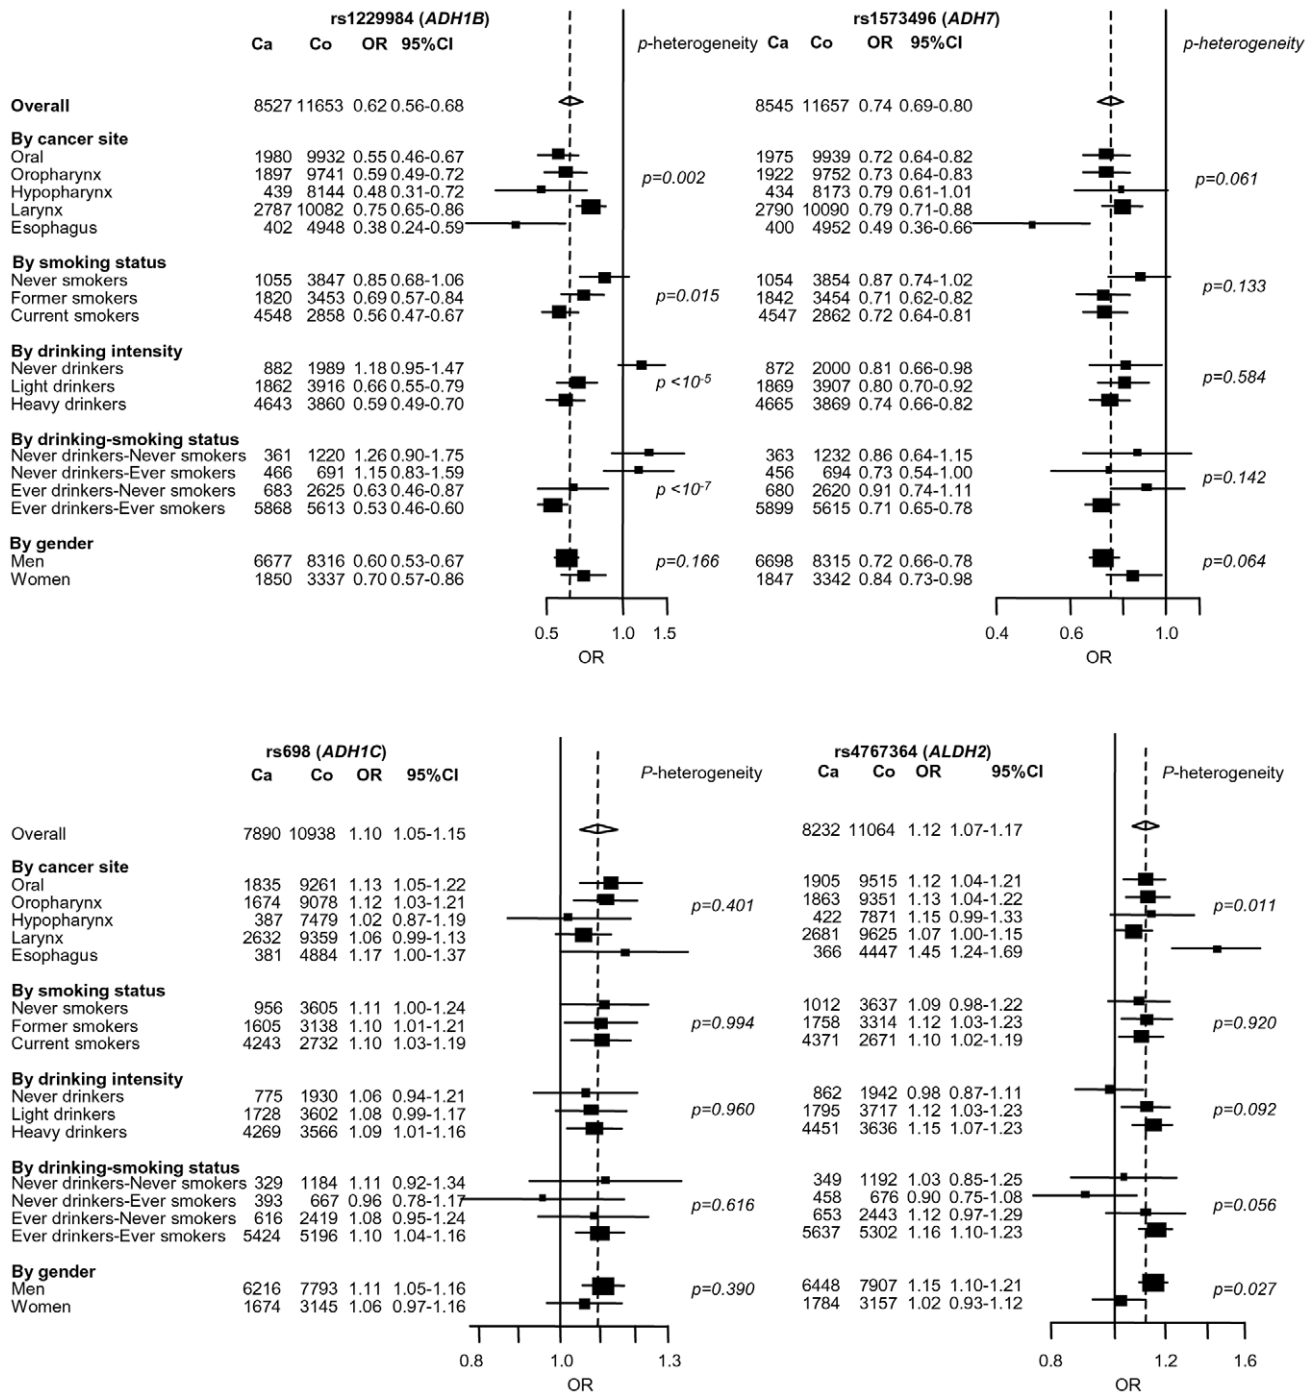 rs1229984 (ADH1B)
Ca Co OR 95%CI p-heterogeneity
Overall 8527 11653 0.62 0.56-0.68
By cancer site
Oral 1980 9932 0.55 0.46-0.67
Oropharynx 1897 9741 0.59 0.49-0.72 p=0.002
Hypopharynx 439 8144 0.48 0.31-0.72
Larynx 2787 10082 0.75 0.65-0.86
Esophagus 402 4948 0.38 0.24-0.59
By smoking status
Never smokers 1055 3847 0.85 0.68-1.06
Former smokers 1820 3453 0.69 0.57-0.84 p=0.015
Current smokers 4548 2858 0.56 0.47-0.67
By drinking intensity
Never drinkers 882 1989 1.18 0.95-1.47
Light drinkers 1862 3916 0.66 0.55-0.79 p <10-5
Heavy drinkers 4643 3860 0.59 0.49-0.70
By drinking-smoking status
Never drinkers-Never smokers 361 1220 1.26 0.90-1.75
Never drinkers-Ever smokers 466 691 1.15 0.83-1.59
Ever drinkers-Never smokers 683 2625 0.63 0.46-0.87 p <10-7
Ever drinkers-Ever smokers 5868 5613 0.53 0.46-0.60
By gender
Men 6677 8316 0.60 0.53-0.67 p=0.166
Women 1850 3337 0.70 0.57-0.86
0.5 1.0 1.5
OR
rs1573496 (ADH7)
Ca Co OR 95%CI p-heterogeneity
8545 11657 0.74 0.69-0.80
1975 9939 0.72 0.64-0.82
1922 9752 0.73 0.64-0.83 p=0.061
434 8173 0.79 0.61-1.01
2790 10090 0.79 0.71-0.88
400 4952 0.49 0.36-0.66
1054 3854 0.87 0.74-1.02 p=0.133
1842 3454 0.71 0.62-0.82
4547 2862 0.72 0.64-0.81
872 2000 0.81 0.66-0.98
1869 3907 0.80 0.70-0.92 p=0.584
4665 3869 0.74 0.66-0.82
363 1232 0.86 0.64-1.15
456 694 0.73 0.54-1.00 p=0.142
680 2620 0.91 0.74-1.11
5899 5615 0.71 0.65-0.78
6698 8315 0.72 0.66-0.78 p=0.064
1847 3342 0.84 0.73-0.98
0.4 0.6 1.0
OR
rs698 (ADH1C)
Ca Co OR 95%CI P-heterogeneity
Overall 7890 10938 1.10 1.05-1.15
By cancer site
Oral 1835 9261 1.13 1.05-1.22
Oropharynx 1674 9078 1.12 1.03-1.21 p=0.401
Hypopharynx 387 7479 1.02 0.87-1.19
Larynx 2632 9359 1.06 0.99-1.13
Esophagus 381 4884 1.17 1.00-1.37
By smoking status
Never smokers 956 3605 1.11 1.00-1.24
Former smokers 1605 3138 1.10 1.01-1.21 p=0.994
Current smokers 4243 2732 1.10 1.03-1.19
By drinking intensity
Never drinkers 775 1930 1.06 0.94-1.21
Light drinkers 1728 3602 1.08 0.99-1.17 p=0.960
Heavy drinkers 4269 3566 1.09 1.01-1.16
By drinking-smoking status
Never drinkers-Never smokers 329 1184 1.11 0.92-1.34
Never drinkers-Ever smokers 393 667 0.96 0.78-1.17 p=0.616
Ever drinkers-Never smokers 616 2419 1.08 0.95-1.24
Ever drinkers-Ever smokers 5424 5196 1.10 1.04-1.16
By gender
Men 6216 7793 1.11 1.05-1.16 p=0.390
Women 1674 3145 1.06 0.97-1.16
0.8 1.0 1.3
OR
rs4767364 (ALDH2)
Ca Co OR 95%CI P-heterogeneity
8232 11064 1.12 1.07-1.17
1905 9515 1.12 1.04-1.21
1863 9351 1.13 1.04-1.22 p=0.011
422 7871 1.15 0.99-1.33
2681 9625 1.07 1.00-1.15
366 4447 1.45 1.24-1.69
1012 3637 1.09 0.98-1.22
1758 3314 1.12 1.03-1.23 p=0.920
4371 2671 1.10 1.02-1.19
862 1942 0.98 0.87-1.11
1795 3717 1.12 1.03-1.23 p=0.092
4451 3636 1.15 1.07-1.23
349 1192 1.03 0.85-1.25
458 676 0.90 0.75-1.08 p=0.056
653 2443 1.12 0.97-1.29
5637 5302 1.16 1.10-1.23
6448 7907 1.15 1.10-1.21 p=0.027
1784 3157 1.02 0.93-1.12
0.8 1.2 1.6
OR